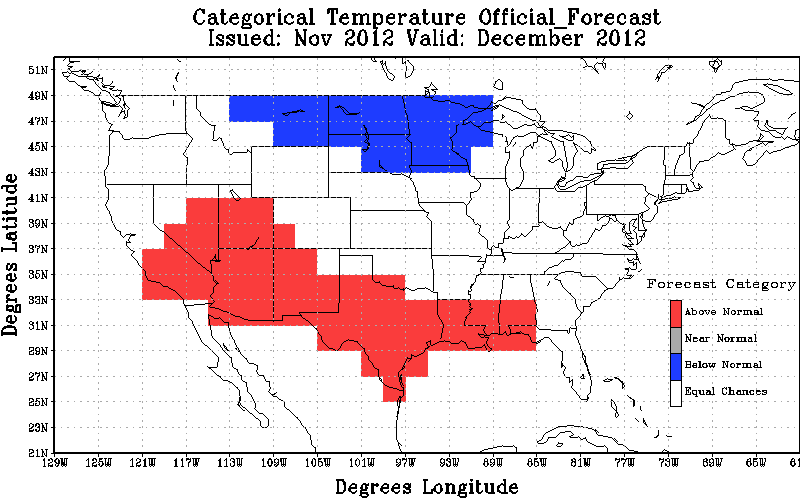 Categorical Temperature Official_Forecast
Issued: Nov 2012 Valid: December 2012
51N
49N
47N
45N
43N
41N
39N
37N
35N
33N
31N
29N
27N
25N
23N
21N
Degrees Latitude
Forecast Category
Above Normal
Near Normal
Below Normal
Equal Chances
129W 125W 121W 117W 113W 109W 105W 101W 97W 93W 89W 85W 81W 77W 73W 69W 65W 61
Degrees Longitude